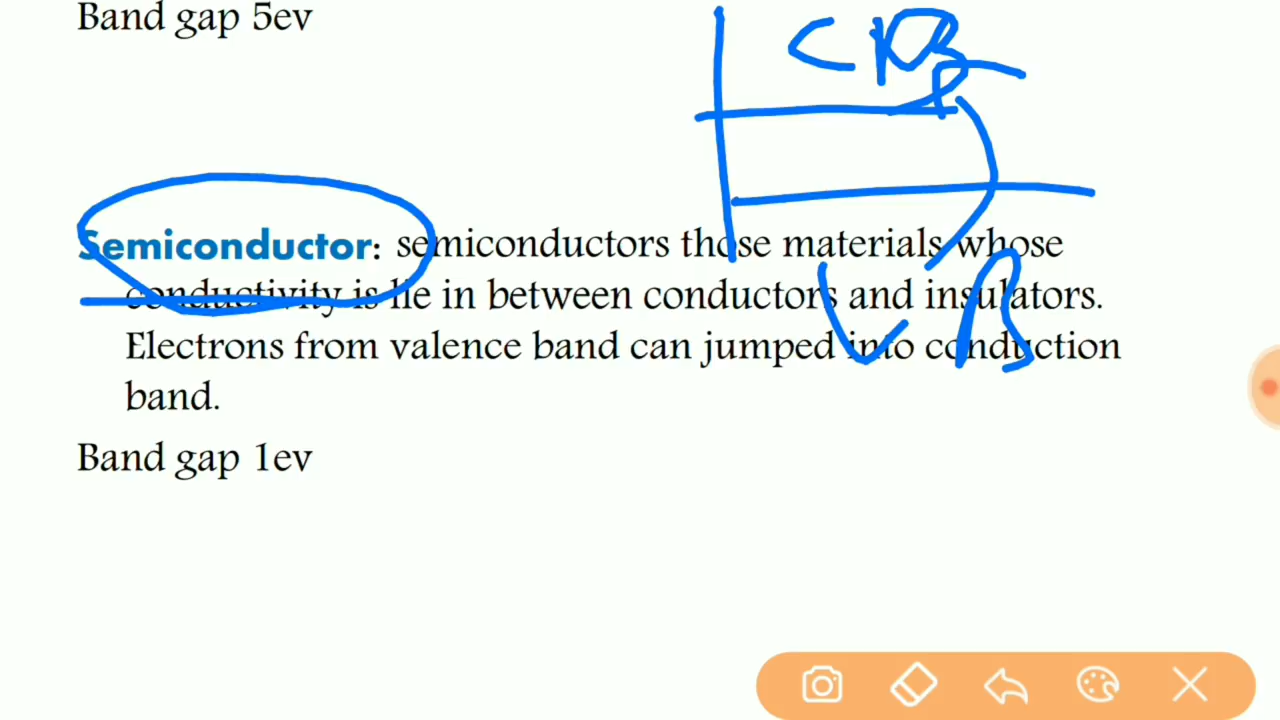 Band gap 5ev
CB
Semiconductor: semiconductors those materials whose
conductivity is lie in between conductors and insulators.
Electrons from valence band can jumped into conduction
band.
VB
Band gap 1ev